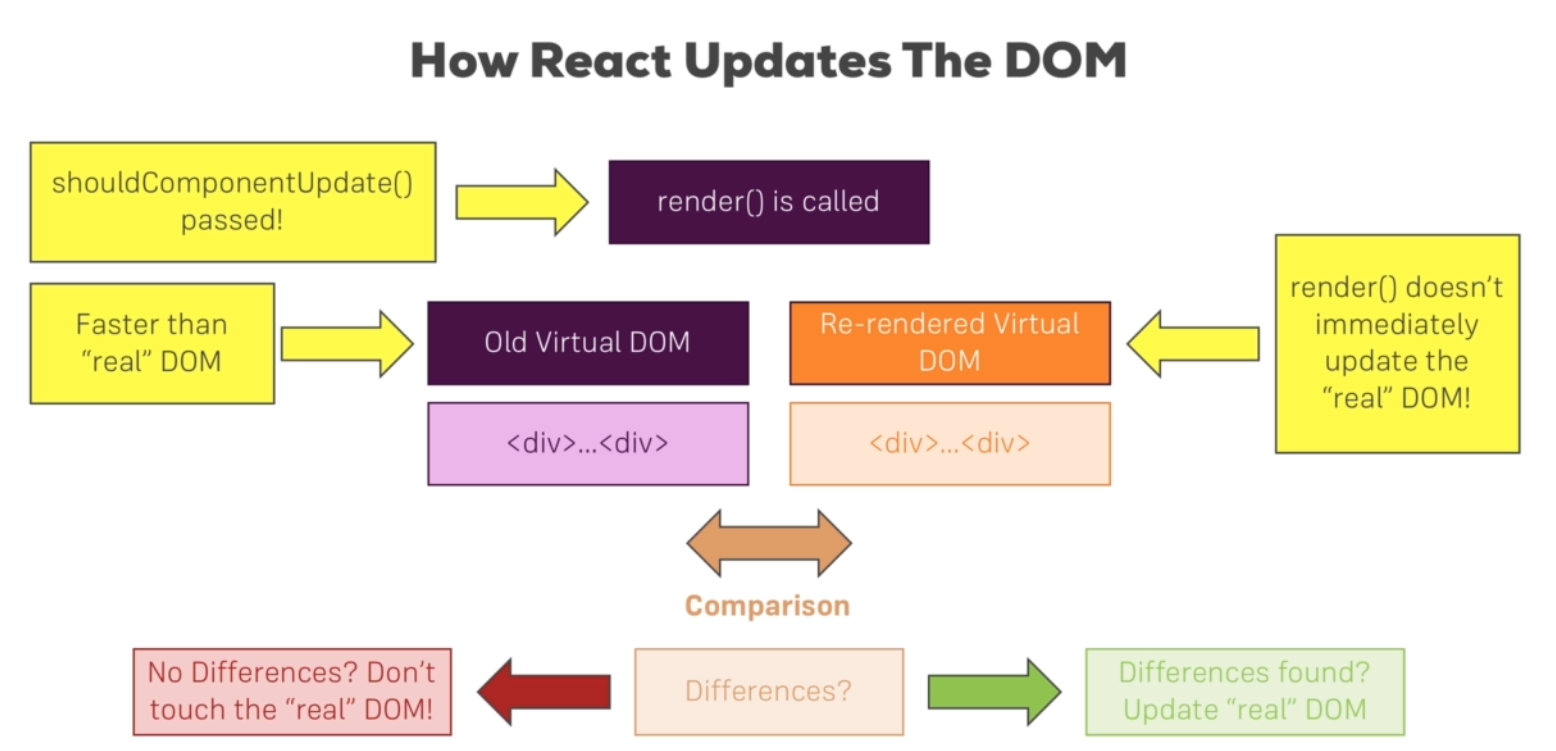 How React Updates The DOM
shouldComponentUpdate()
passed!
render() is called
Faster than
“real” DOM
Old Virtual DOM
Re-rendered Virtual
DOM
render() doesn’t
immediately
update the
“real” DOM!
<div>...<div>
<div>...<div>
Comparison
No Differences? Don’t
touch the “real” DOM!
Differences?
Differences found?
Update “real” DOM